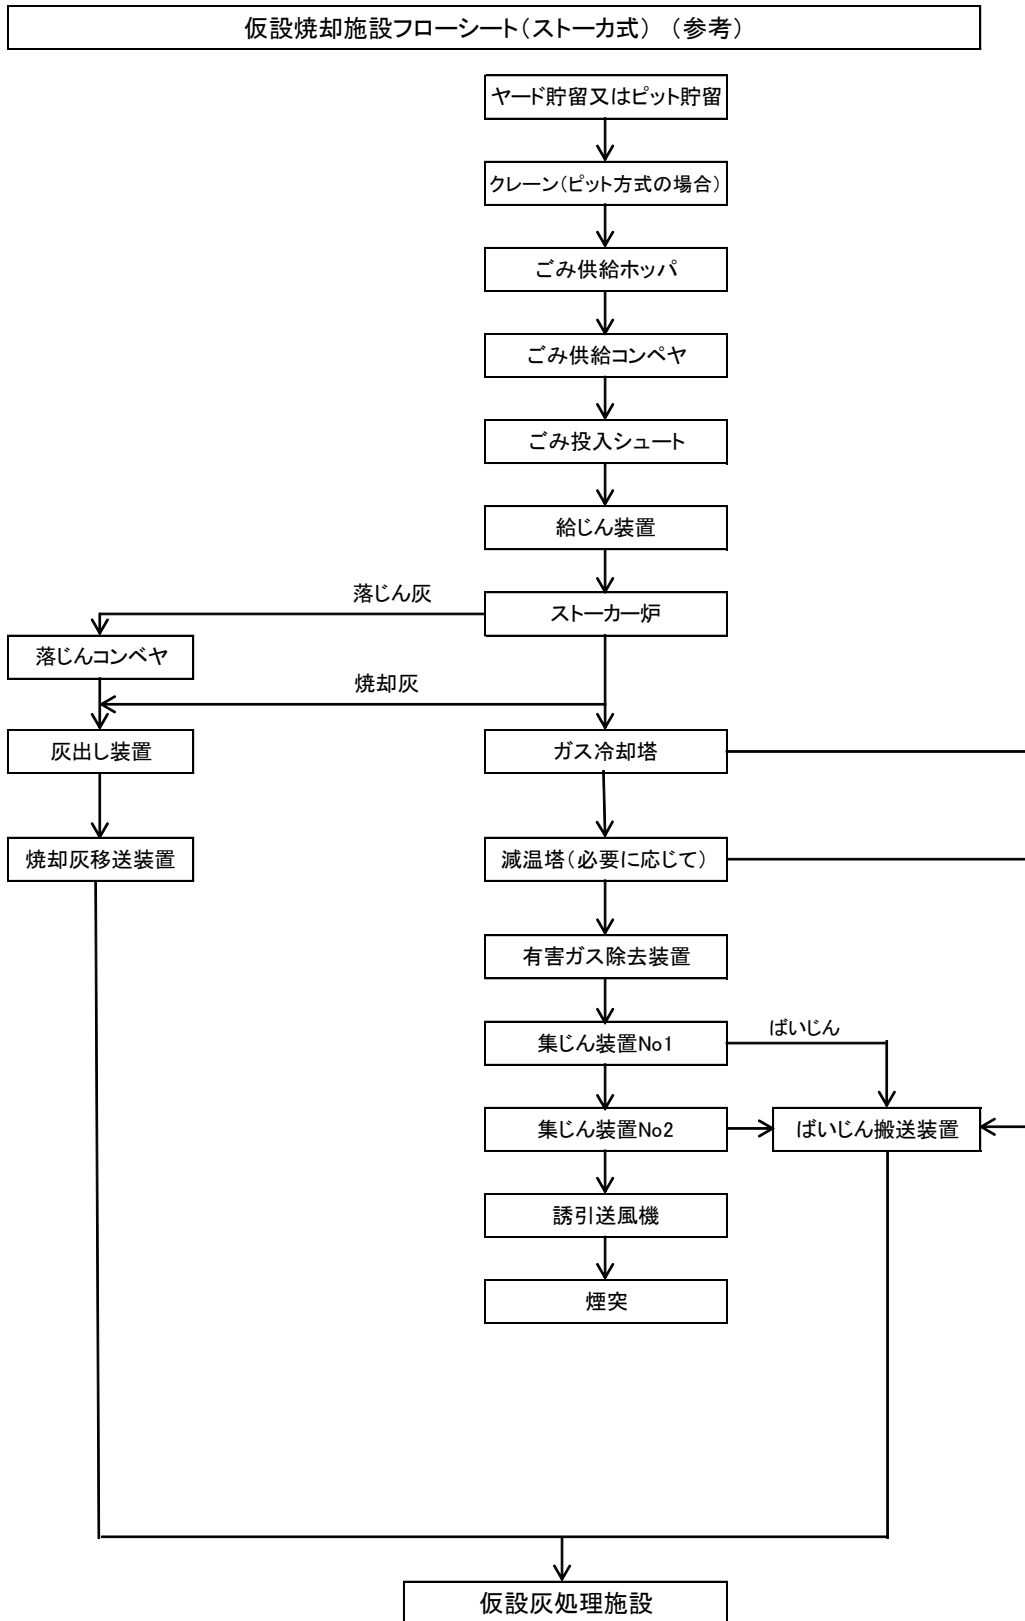 仮設焼却施設フローシート(ストーカ式) (参考)
ヤード貯留又はピット貯留
クレーン(ピット方式の場合)
ごみ供給ホッパ
ごみ供給コンペヤ
ごみ投入シュート
給じん装置
落じん灰
ストーカー炉
落じんコンベヤ
焼却灰
灰出し装置
ガス冷却塔
焼却灰移送装置
減温塔(必要に応じて)
有害ガス除去装置
集じん装置No1
ばいじん
集じん装置No2
ばいじん搬送装置
誘引送風機
煙突
仮設灰処理施設